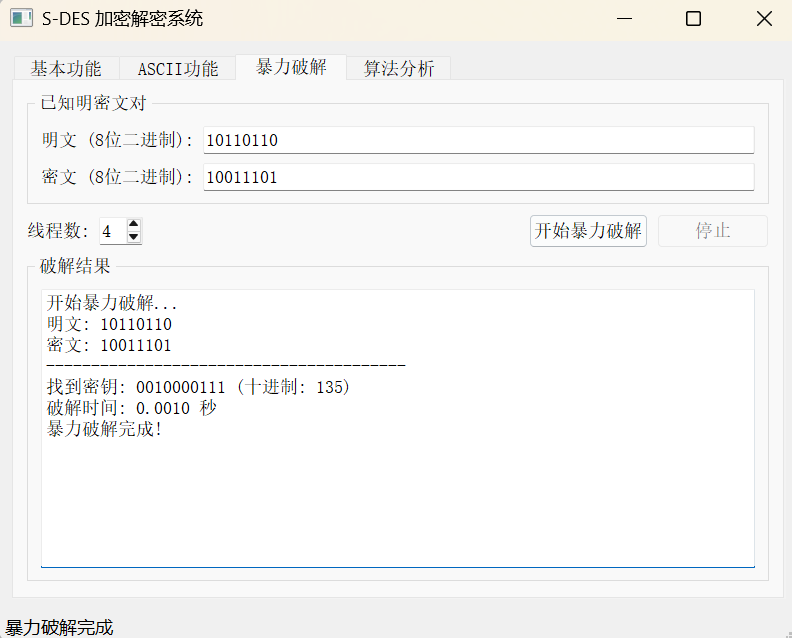 S-DES 加密解密系统
基本功能 ASCII功能 暴力破解 算法分析
已知明密文对
明文 (8位二进制): 10110110
密文 (8位二进制): 10011101
线程数: 4 开始暴力破解 停止
破解结果
开始暴力破解...
明文: 10110110
密文: 10011101
----------------------------------------
找到密钥: 0010000111 (十进制: 135)
破解时间: 0.0010 秒
暴力破解完成!
暴力破解完成